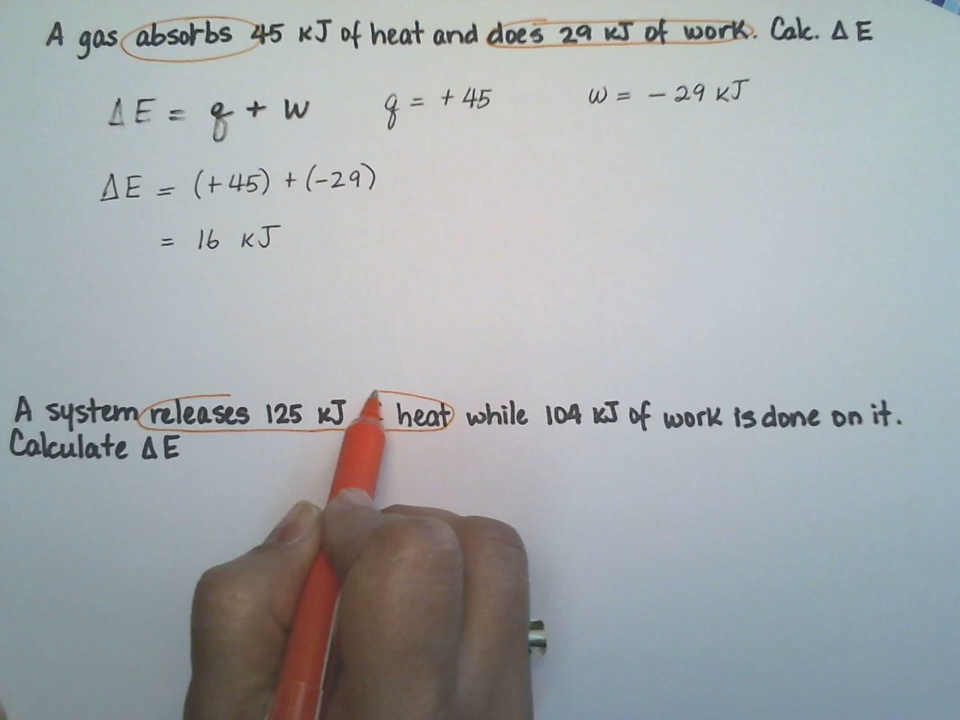 A gas absorbs 45 KJ of heat and does 29 KJ of work. Calc. Δ E
ΔE = q + w q = + 45 w = - 29 KJ
ΔE = (+45) + (-29)
= 16 KJ
A system releases 125 KJ heat while 104 KJ of work is done on it.
Calculate ΔE